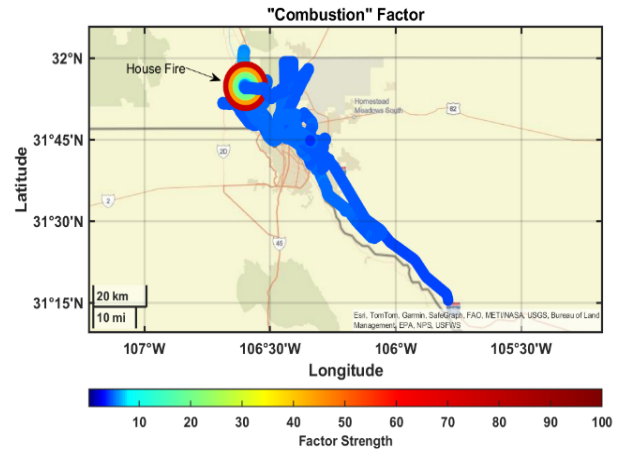 "Combustion" Factor
32°N
House Fire
Homestead
Meadows South
62
31°45'N
20
2
31°30'N
45
31°15'N
20 km
10 mi
Esri, TomTom, Garmin, SafeGraph, FAO, METI/NASA, USGS, Bureau of Land
Management, EPA, NPS, USFWS
107°W
106°30'W
106°W
105°30'W
Latitude
Longitude
10
20
30
40
50
60
70
80
90
100
Factor Strength